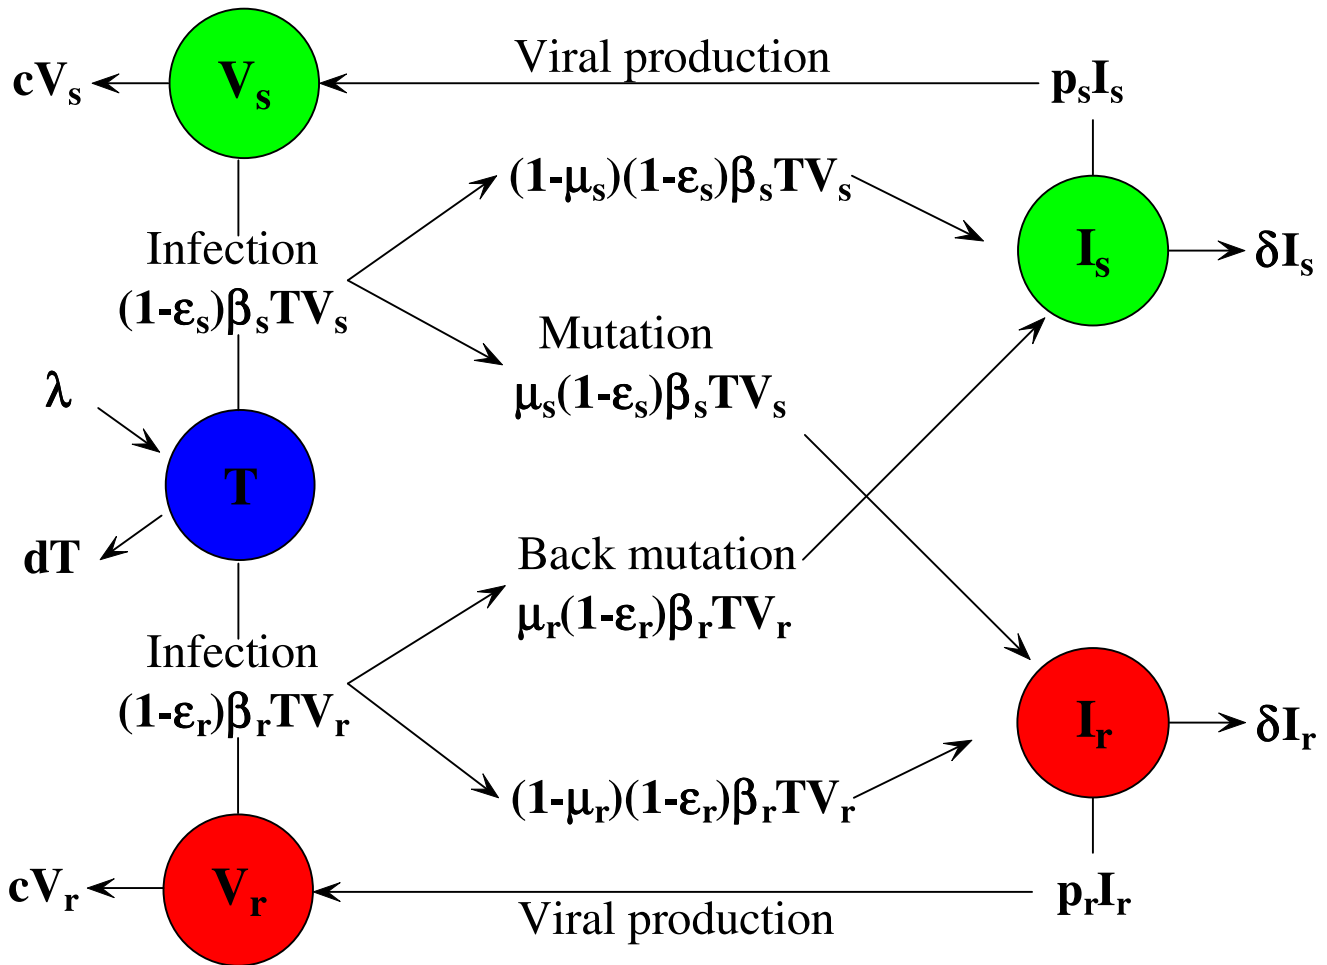 Viral production
cVₛ
Vₛ
pₛIₛ
(1-μₛ)(1-εₛ)βₛTVₛ
Infection
(1-εₛ)βₛTVₛ
Iₛ
δIₛ
Mutation
μₛ(1-εₛ)βₛTVₛ
λ
T
dT
Back mutation
μᵣ(1-εᵣ)βᵣTVᵣ
Infection
(1-εᵣ)βᵣTVᵣ
Iᵣ
δIᵣ
(1-μᵣ)(1-εᵣ)βᵣTVᵣ
cVᵣ
Vᵣ
pᵣIᵣ
Viral production